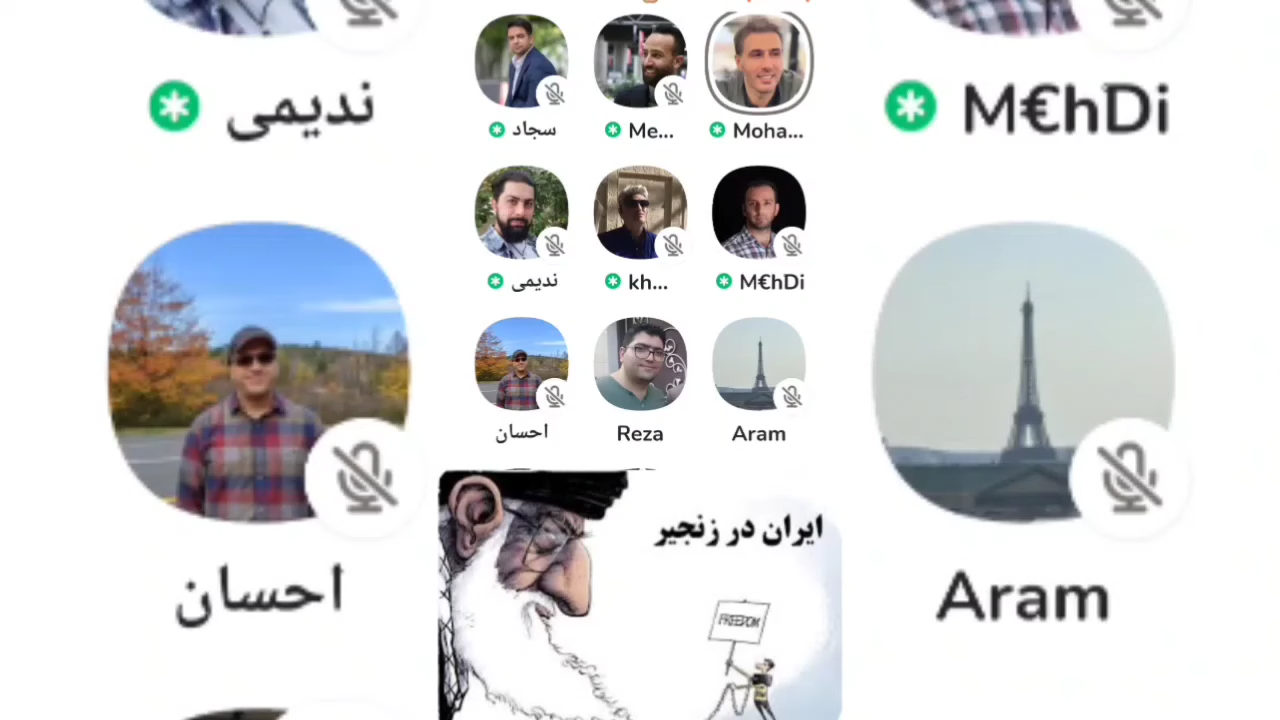 سجاد
Me...
Moha...
ندیمی
kh...
M€hDi
احسان
Reza
Aram
ایران در زنجیر
FREEDOM
ندیمی
احسان
M€hDi
Aram